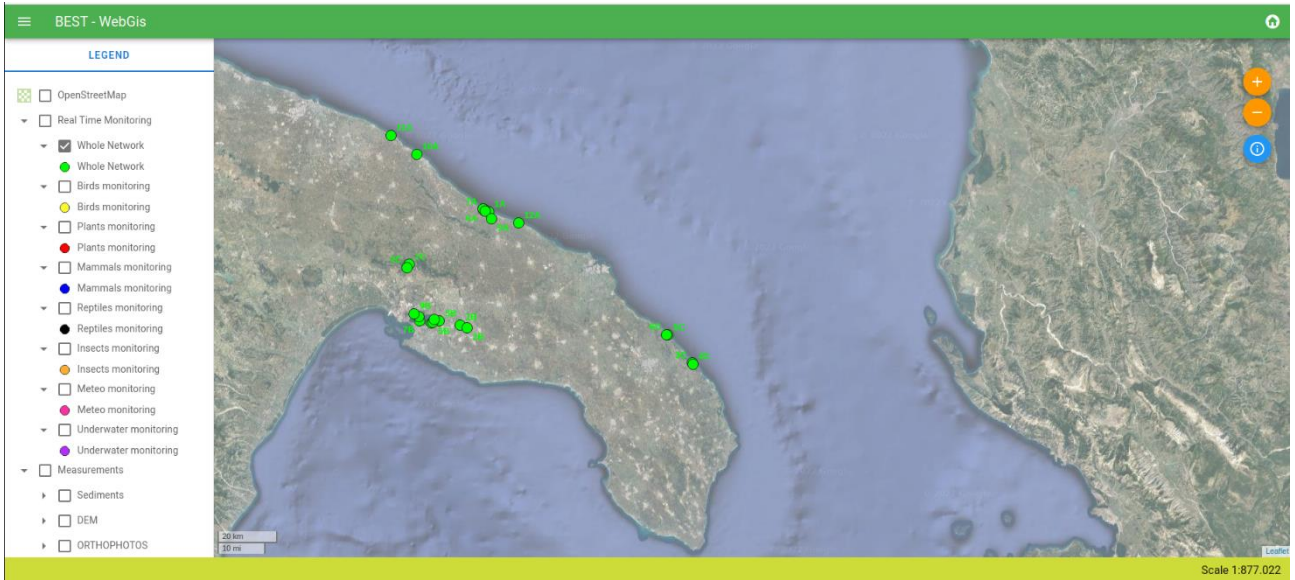 BEST - WebGis
LEGEND
OpenStreetMap
Real Time Monitoring
Whole Network
Whole Network
Birds monitoring
Birds monitoring
Plants monitoring
Plants monitoring
Mammals monitoring
Mammals monitoring
Reptiles monitoring
Reptiles monitoring
Insects monitoring
Insects monitoring
Meteo monitoring
Meteo monitoring
Underwater monitoring
Underwater monitoring
Measurements
Sediments
DEM
ORTHOPHOTOS
20 km
10 mi
Leaflet
Scale 1:877.022